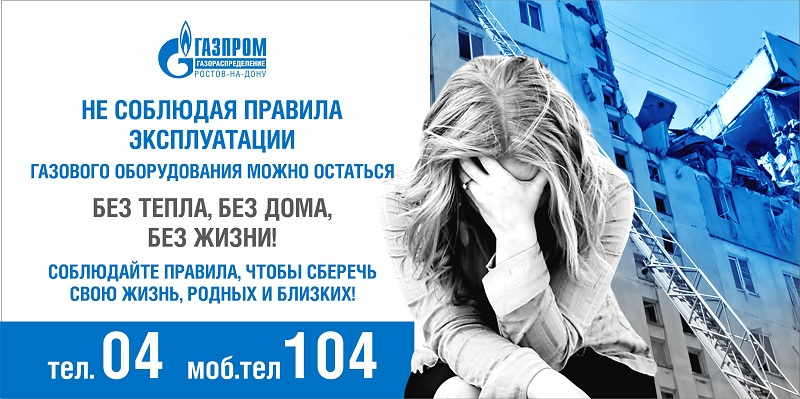 ГАЗПРОМ
ГАЗОРАСПРЕДЕЛЕНИЕ
РОСТОВ-НА-ДОНУ
НЕ СОБЛЮДАЯ ПРАВИЛА
ЭКСПЛУАТАЦИИ
ГАЗОВОГО ОБОРУДОВАНИЯ МОЖНО ОСТАТЬСЯ
БЕЗ ТЕПЛА, БЕЗ ДОМА,
БЕЗ ЖИЗНИ!
СОБЛЮДАЙТЕ ПРАВИЛА, ЧТОБЫ СБЕРЕЧЬ
СВОЮ ЖИЗНЬ, РОДНЫХ И БЛИЗКИХ!
тел. 04 моб.тел 104